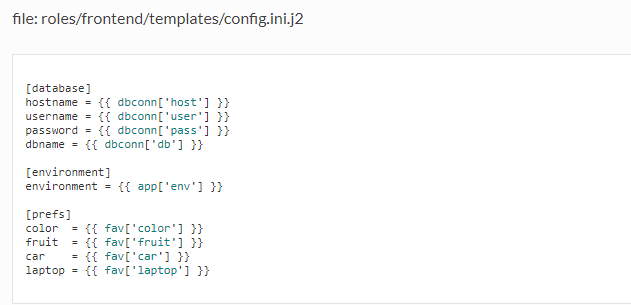 file: roles/frontend/templates/config.ini.j2
[database]
hostname = {{ dbconn['host'] }}
username = {{ dbconn['user'] }}
password = {{ dbconn['pass'] }}
dbname = {{ dbconn['db'] }}
[environment]
environment = {{ app['env'] }}
[prefs]
color  = {{ fav['color'] }}
fruit  = {{ fav['fruit'] }}
car    = {{ fav['car'] }}
laptop = {{ fav['laptop'] }}